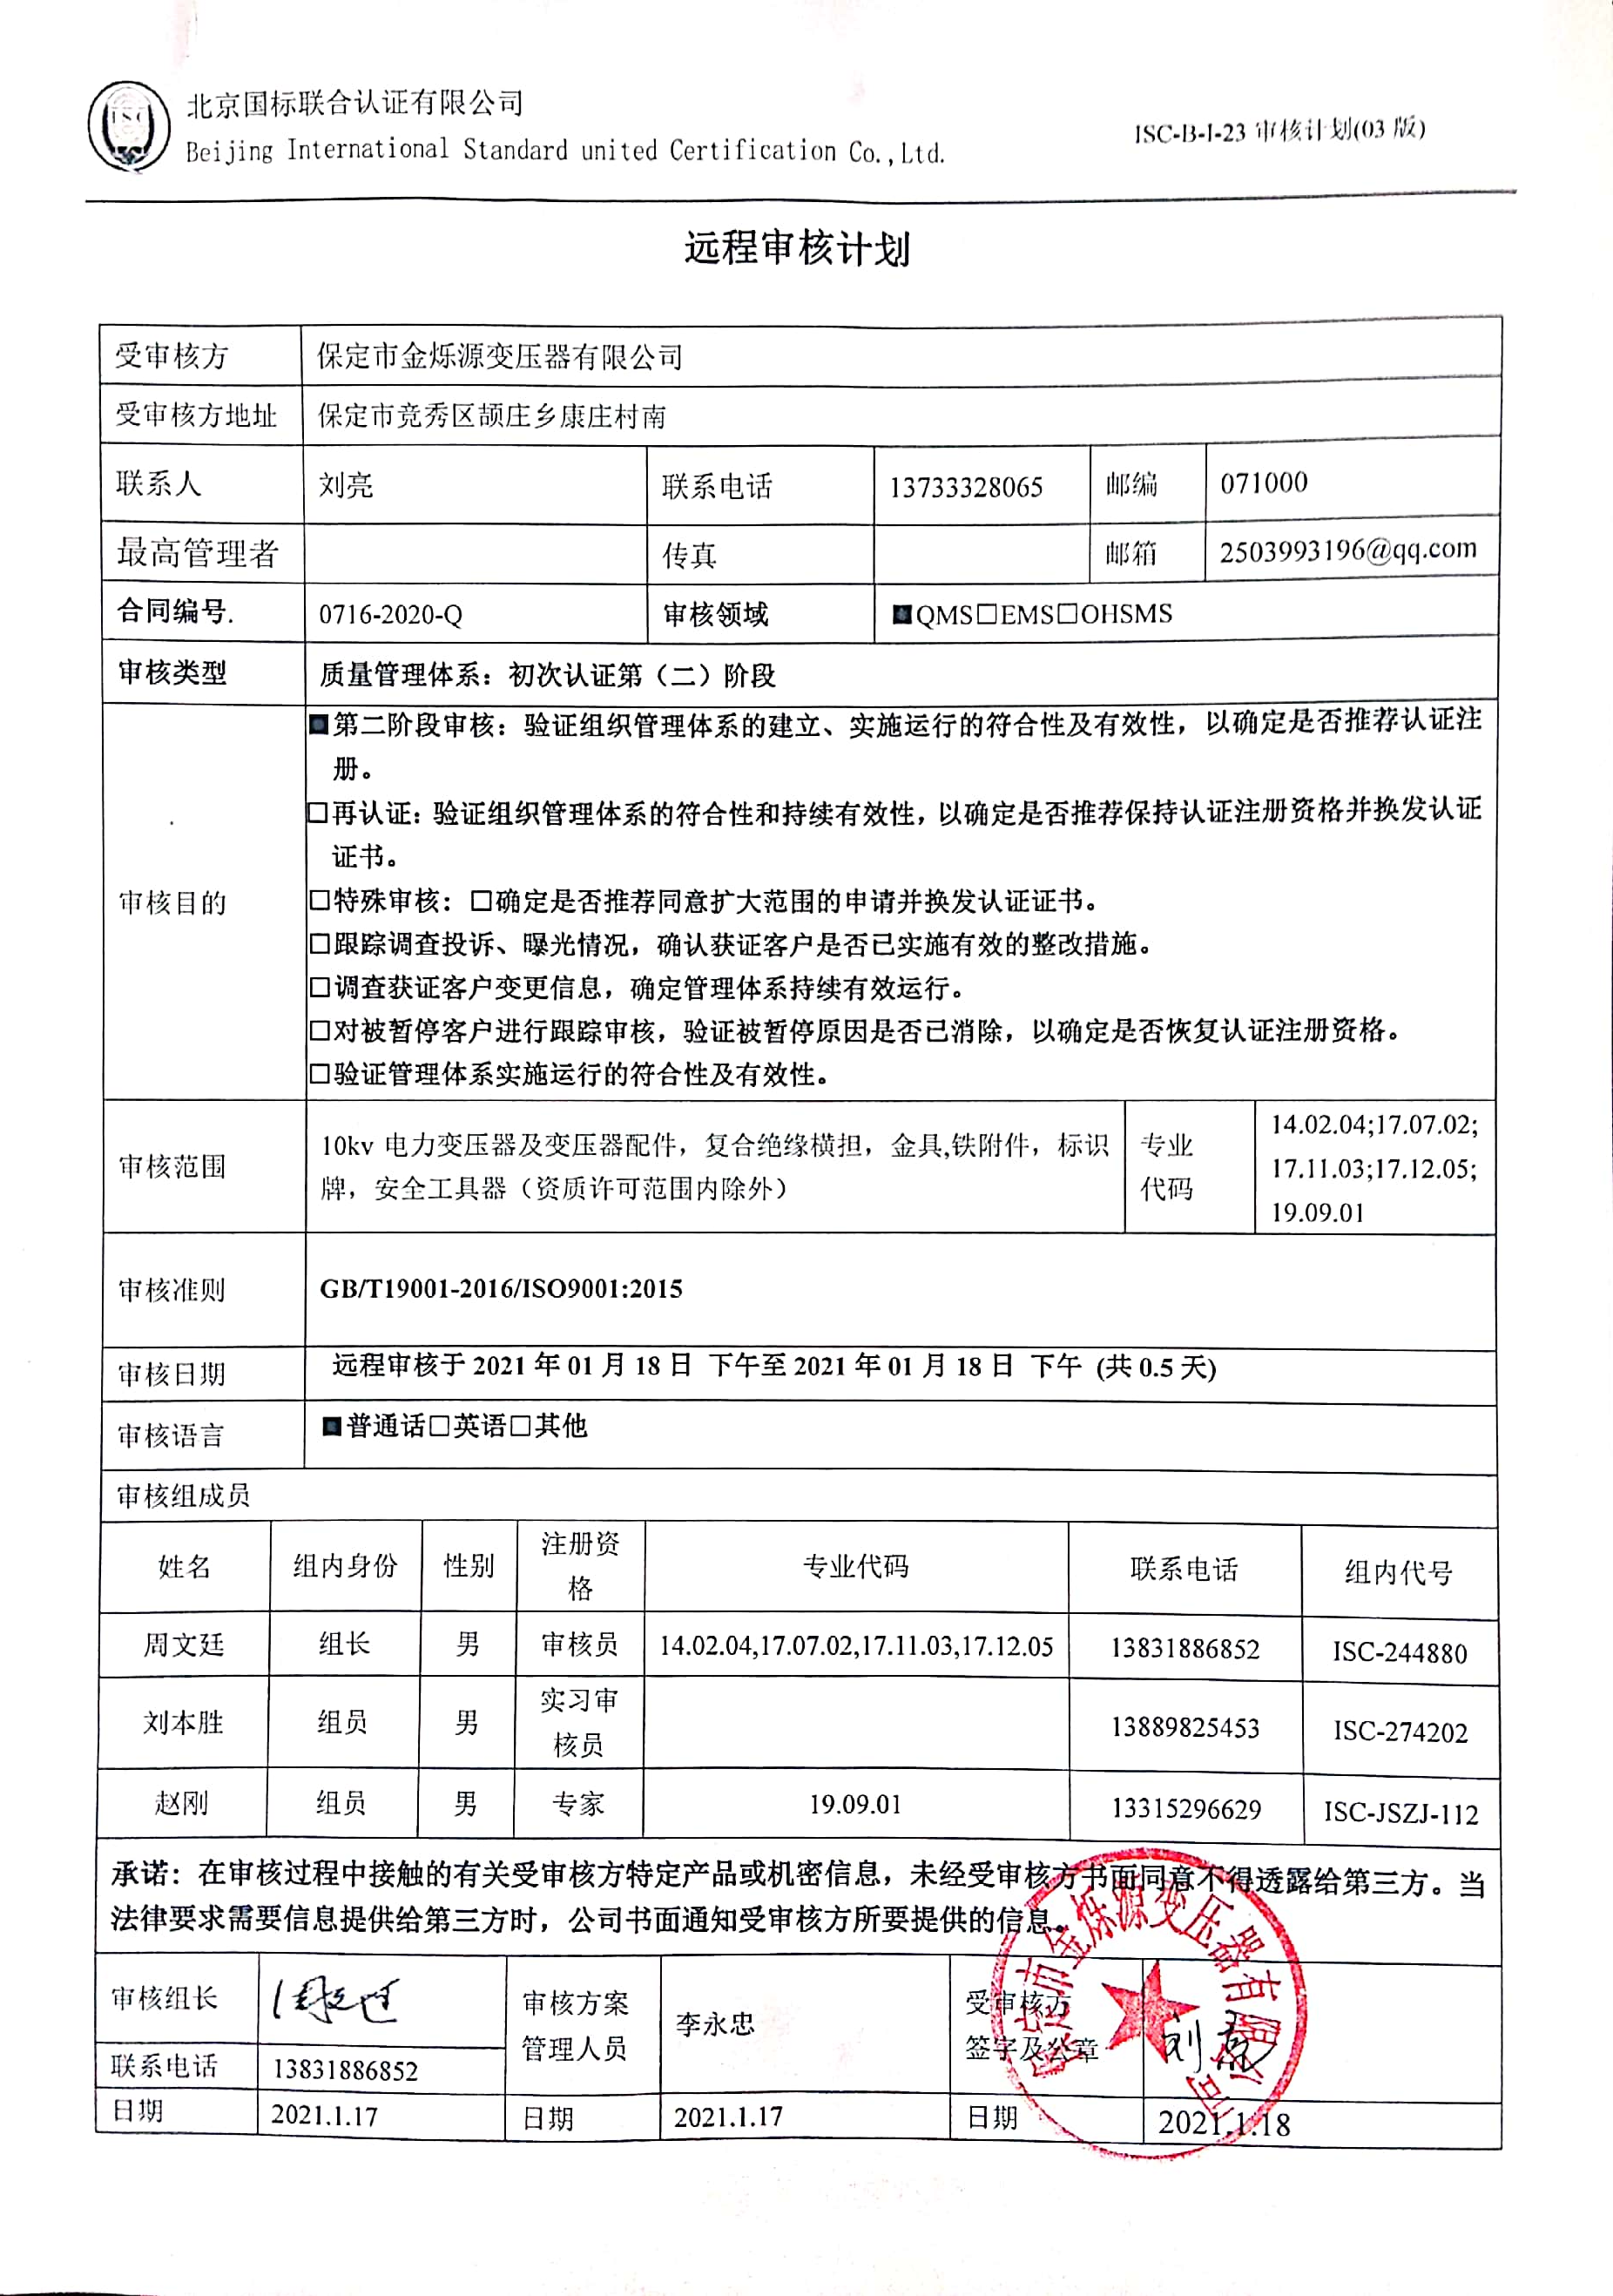 ISC
北京国标联合认证有限公司
Beijing International Standard united Certification Co.,Ltd.
ISC-B-I-23 审核计划(03 版)
远程审核计划
受审核方 保定市金烁源变压器有限公司
受审核方地址 保定市竞秀区颉庄乡康庄村南
联系人 刘亮 联系电话 13733328065 邮编 071000
最高管理者 传真 邮箱 2503993196@qq.com
合同编号. 0716-2020-Q 审核领域 ■QMS□EMS□OHSMS
审核类型 质量管理体系：初次认证第（二）阶段
审核目的
■第二阶段审核：验证组织管理体系的建立、实施运行的符合性及有效性，以确定是否推荐认证注
册。
□再认证：验证组织管理体系的符合性和持续有效性，以确定是否推荐保持认证注册资格并换发认证
证书。
□特殊审核：□确定是否推荐同意扩大范围的申请并换发认证证书。
□跟踪调查投诉、曝光情况，确认获证客户是否已实施有效的整改措施。
□调查获证客户变更信息，确定管理体系持续有效运行。
□对被暂停客户进行跟踪审核，验证被暂停原因是否已消除，以确定是否恢复认证注册资格。
□验证管理体系实施运行的符合性及有效性。
审核范围
10kv 电力变压器及变压器配件，复合绝缘横担，金具,铁附件，标识
牌，安全工具器（资质许可范围内除外）
专业
代码
14.02.04;17.07.02;
17.11.03;17.12.05;
19.09.01
审核准则 GB/T19001-2016/ISO9001:2015
审核日期 远程审核于 2021 年 01 月 18 日 下午至 2021 年 01 月 18 日 下午 (共 0.5 天)
审核语言 ■普通话□英语□其他
审核组成员
姓名 组内身份 性别 注册资
格 专业代码 联系电话 组内代号
周文廷 组长 男 审核员 14.02.04,17.07.02,17.11.03,17.12.05 13831886852 ISC-244880
刘本胜 组员 男 实习审
核员 13889825453 ISC-274202
赵刚 组员 男 专家 19.09.01 13315296629 ISC-JSZJ-112
承诺：在审核过程中接触的有关受审核方特定产品或机密信息，未经受审核方书面同意不得透露给第三方。当
法律要求需要信息提供给第三方时，公司书面通知受审核方所要提供的信息。
审核组长 周文廷
审核方案
管理人员
李永忠
受审核方
签字及公章
刘亮
保定市金烁源变压器有限公司
联系电话 13831886852
日期 2021.1.17 日期 2021.1.17 日期 2021.1.18